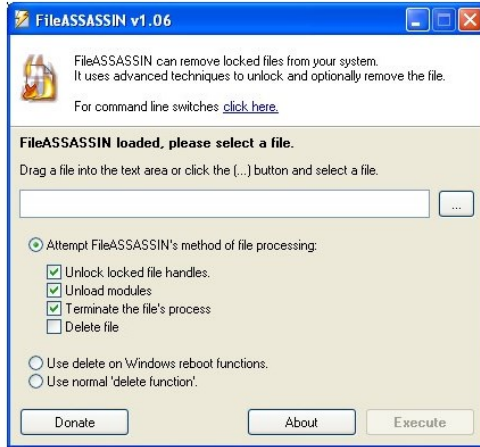 FileASSASSIN v1.06
FileASSASSIN can remove locked files from your system.
It uses advanced techniques to unlock and optionally remove the file.
For command line switches click here.
FileASSASSIN loaded, please select a file.
Drag a file into the text area or click the (...) button and select a file.
...
Attempt FileASSASSIN's method of file processing:
Unlock locked file handles.
Unload modules
Terminate the file's process
Delete file
Use delete on Windows reboot functions.
Use normal 'delete function'.
Donate About Execute